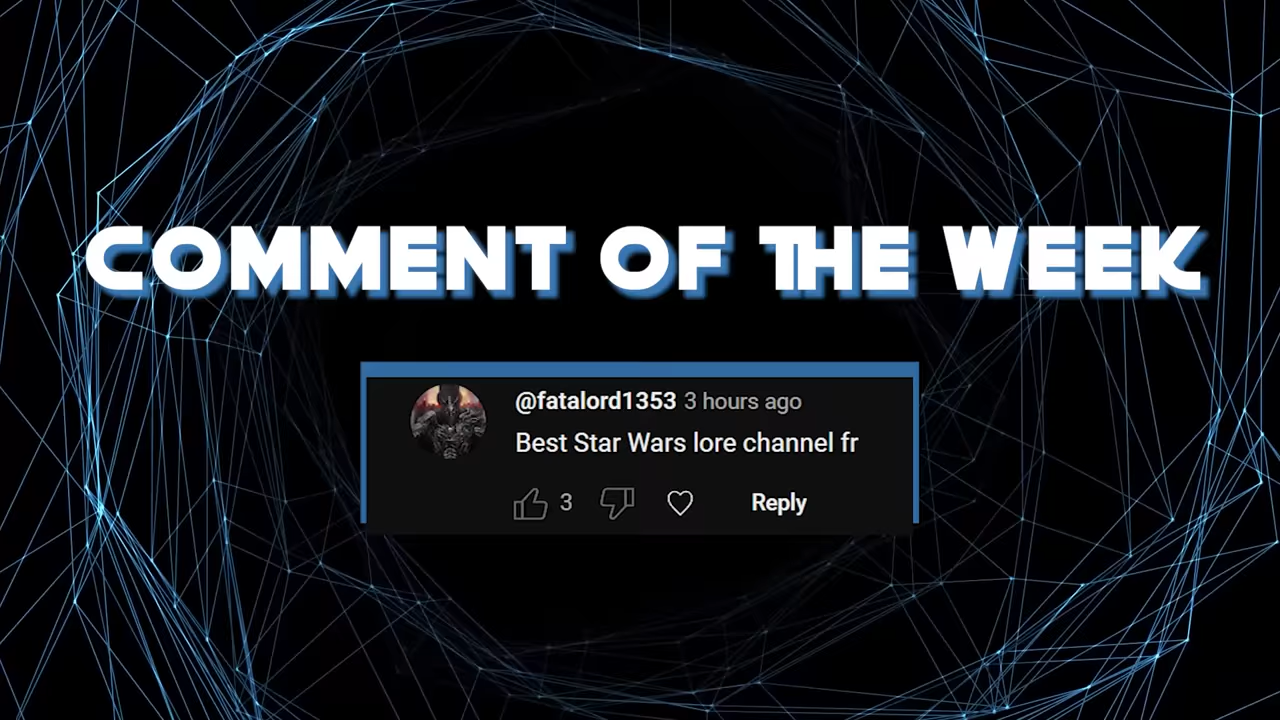 COMMENT OF THE WEEK
@fatalord1353 3 hours ago
Best Star Wars lore channel fr
3 Reply